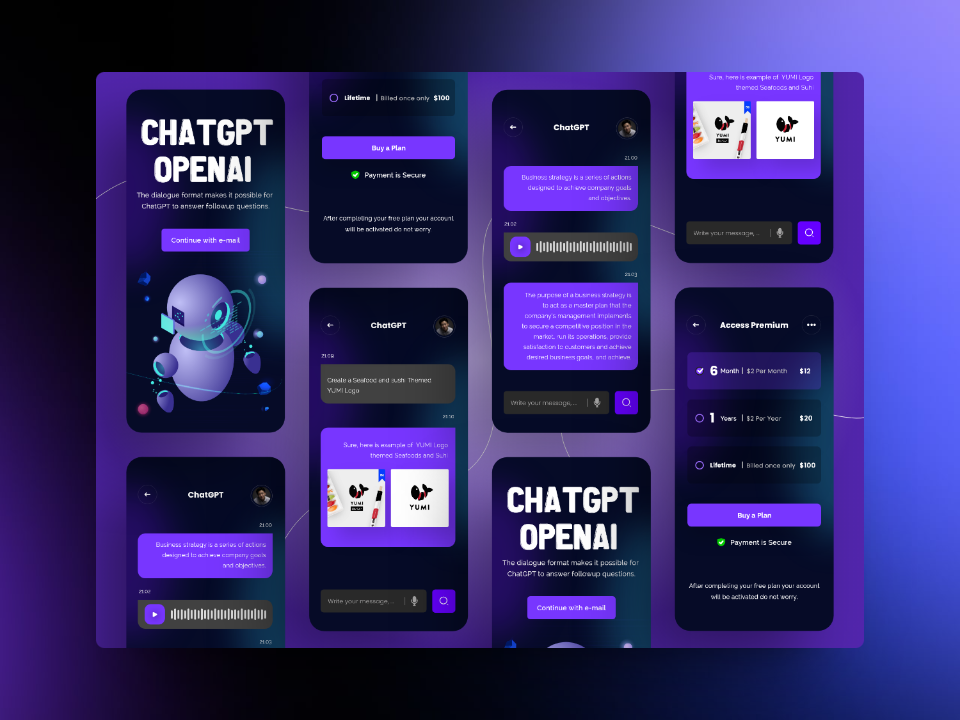 CHATGPT
OPENAI
The dialogue format makes it possible for
ChatGPT to answer followup questions.
Continue with e-mail
ChatGPT
21:00
Business strategy is a series of actions
designed to achieve company goals
and objectives.
21:02
21:03
Lifetime | Billed once only $100
Buy a Plan
Payment is Secure
After completing your free plan your account
will be activated do not worry.
ChatGPT
21:08
Create a Seafood and sushi Themed
YUMI Logo
21:10
Sure, here is example of YUMI Logo
themed Seafoods and Suhi
YUMI
YUMI
Write your message, ...
ChatGPT
21:00
Business strategy is a series of actions
designed to achieve company goals
and objectives.
21:02
21:03
The purpose of a business strategy is
to act as a master plan that the
company's management implements
to secure a competitive position in the
market, run its operations, provide
satisfaction to customers and achieve
desired business goals, and achieve.
Write your message, ...
CHATGPT
OPENAI
The dialogue format makes it possible for
ChatGPT to answer followup questions.
Continue with e-mail
Sure, here is example of YUMI Logo
themed Seafoods and Suhi
YUMI
YUMI
Write your message, ...
Access Premium
6 Month | $2 Per Month $12
1 Years | $2 Per Year $20
Lifetime | Billed once only $100
Buy a Plan
Payment is Secure
After completing your free plan your account
will be activated do not worry.